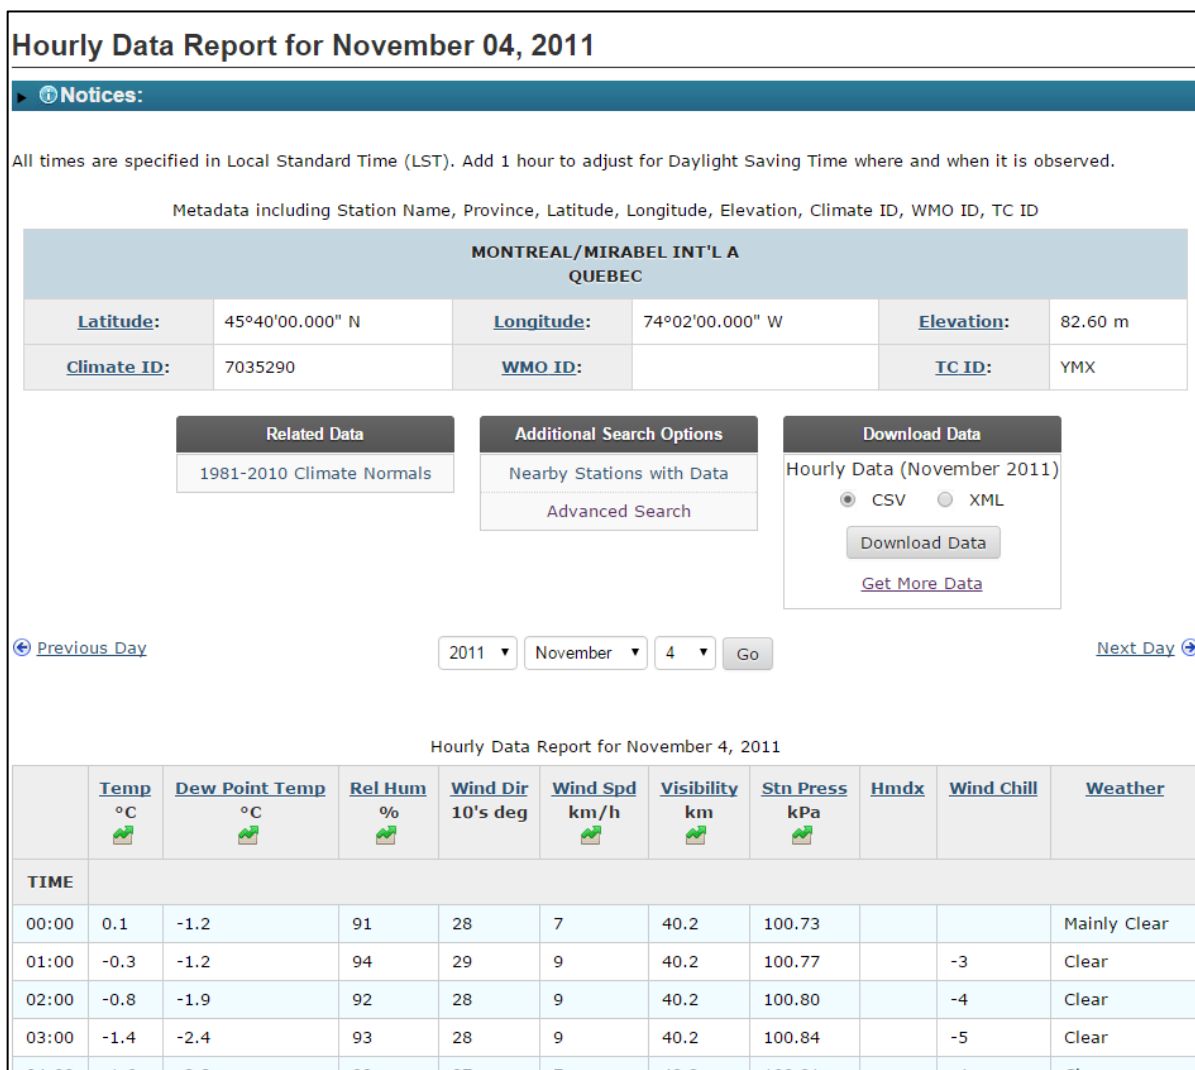 Hourly Data Report for November 04, 2011
Notices:
All times are specified in Local Standard Time (LST). Add 1 hour to adjust for Daylight Saving Time where and when it is observed.
Metadata including Station Name, Province, Latitude, Longitude, Elevation, Climate ID, WMO ID, TC ID
MONTREAL/MIRABEL INT'L A
QUEBEC
Latitude: 45°40'00.000" N Longitude: 74°02'00.000" W Elevation: 82.60 m
Climate ID: 7035290 WMO ID: TC ID: YMX
Related Data
1981-2010 Climate Normals
Additional Search Options
Nearby Stations with Data
Advanced Search
Download Data
Hourly Data (November 2011)
CSV XML
Download Data
Get More Data
Previous Day 2011 November 4 Go Next Day
Hourly Data Report for November 4, 2011
Temp Dew Point Temp Rel Hum Wind Dir Wind Spd Visibility Stn Press Hmdx Wind Chill Weather
°C °C % 10's deg km/h km kPa
TIME
00:00 0.1 -1.2 91 28 7 40.2 100.73 Mainly Clear
01:00 -0.3 -1.2 94 29 9 40.2 100.77 -3 Clear
02:00 -0.8 -1.9 92 28 9 40.2 100.80 -4 Clear
03:00 -1.4 -2.4 93 28 9 40.2 100.84 -5 Clear